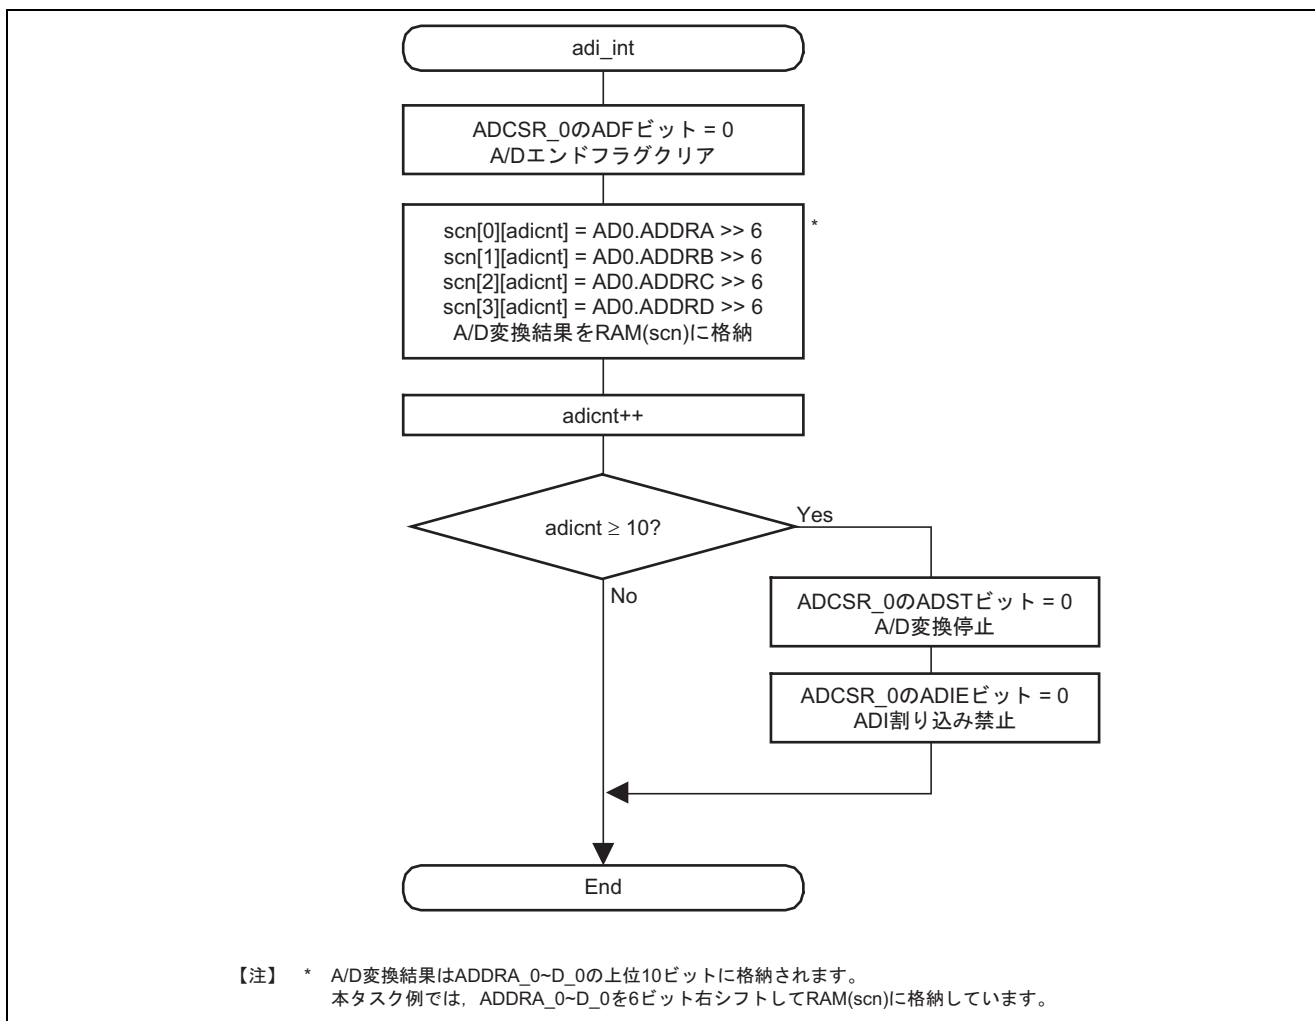 adi_int
ADCSR_0のADFビット = 0
A/Dエンドフラグクリア
scn[0][adicnt] = AD0.ADDRA >> 6
*
scn[1][adicnt] = AD0.ADDRB >> 6
scn[2][adicnt] = AD0.ADDRC >> 6
scn[3][adicnt] = AD0.ADDRD >> 6
A/D変換結果をRAM(scn)に格納
adicnt++
adicnt ≥ 10?
Yes
No
ADCSR_0のADSTビット = 0
A/D変換停止
ADCSR_0のADIEビット = 0
ADI割り込み禁止
End
【注】 * A/D変換結果はADDRA_0~D_0の上位10ビットに格納されます。
本タスク例では，ADDRA_0~D_0を6ビット右シフトしてRAM(scn)に格納しています。